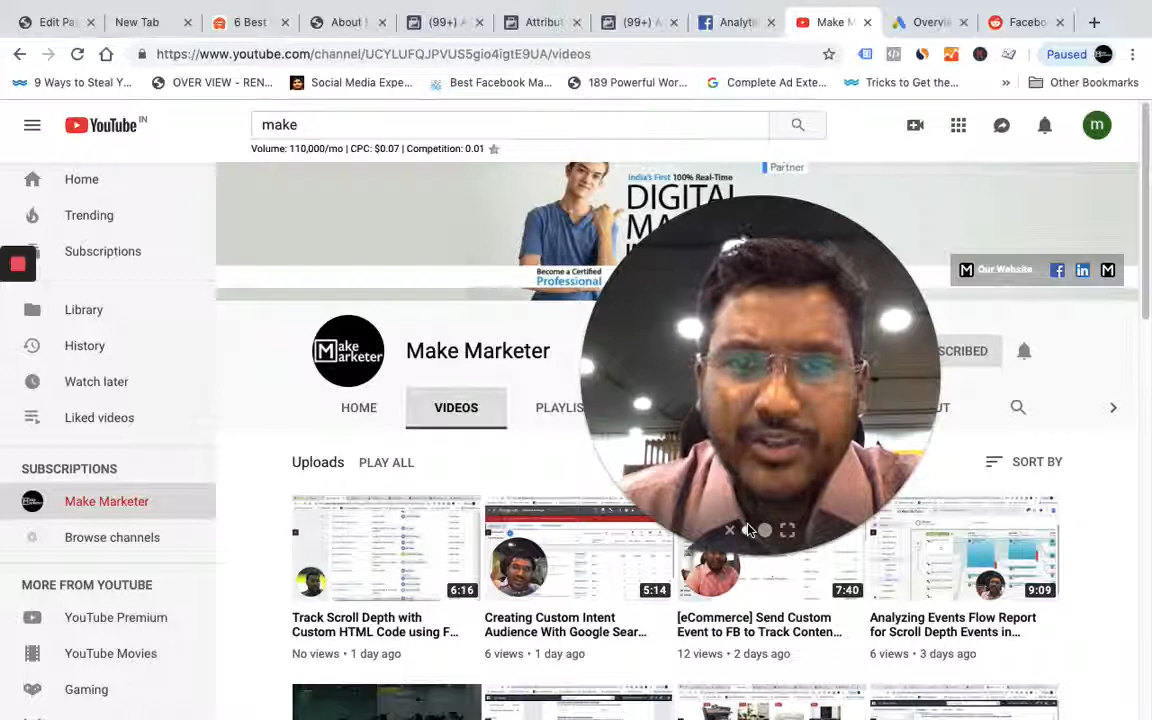 Edit Pa
New Tab
6 Best
About
(99+) A
Attribut
(99+) A
Analyti
Make M
Overvie
Facebo
https://www.youtube.com/channel/UCYLUFQJPVUS5gio4igtE9UA/videos
Paused
9 Ways to Steal Y...
OVER VIEW - REN...
Social Media Expe...
Best Facebook Ma...
189 Powerful Wor...
Complete Ad Exte...
Tricks to Get the...
»
Other Bookmarks
YouTube IN
make
m
Volume: 110,000/mo | CPC: $0.07 | Competition: 0.01
Home
Trending
Subscriptions
Library
History
Watch later
Liked videos
SUBSCRIPTIONS
Make Marketer
Browse channels
MORE FROM YOUTUBE
YouTube Premium
YouTube Movies
Gaming
Partner
India's First 100% Real-Time
DIGITAL
MA
Become a Certified
Professional
M Our Website
M
Make Marketer
Make Marketer
SCRIBED
HOME
VIDEOS
PLAYLIS
UT
Uploads
PLAY ALL
SORT BY
6:16
5:14
7:40
9:09
Track Scroll Depth with
Custom HTML Code using F...
No views • 1 day ago
Creating Custom Intent
Audience With Google Sear...
6 views • 1 day ago
[eCommerce] Send Custom
Event to FB to Track Conten...
12 views • 2 days ago
Analyzing Events Flow Report
for Scroll Depth Events in...
6 views • 3 days ago